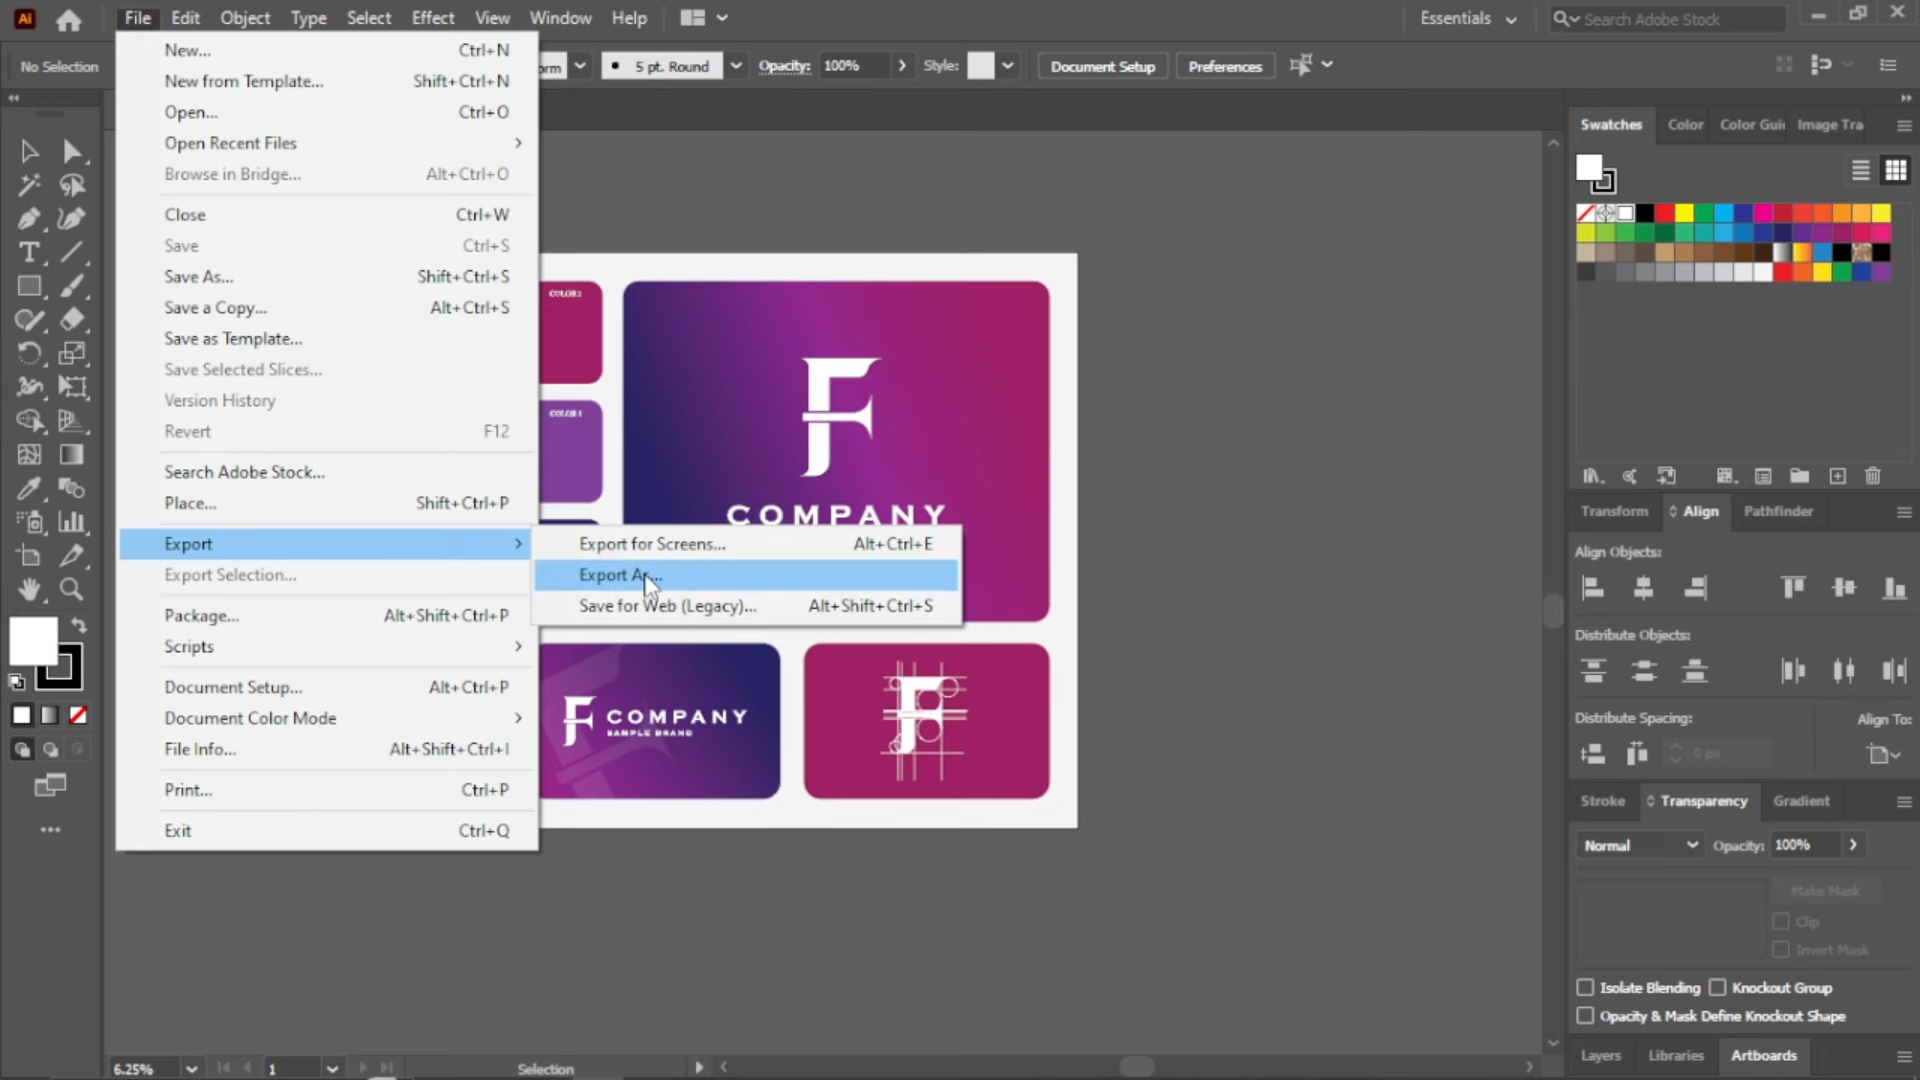 Ai File Edit Object Type Select Effect View Window Help Essentials Search Adobe Stock
No Selection 5 pt. Round Opacity: 100% Style: Document Setup Preferences
New... Ctrl+N
New from Template... Shift+Ctrl+N
Open... Ctrl+O
Open Recent Files
Browse in Bridge... Alt+Ctrl+O
Close Ctrl+W
Save Ctrl+S
Save As... Shift+Ctrl+S
Save a Copy... Alt+Ctrl+S
Save as Template...
Save Selected Slices...
Version History
Revert F12
Search Adobe Stock...
Place... Shift+Ctrl+P
Export
Export Selection...
Package... Alt+Shift+Ctrl+P
Scripts
Document Setup... Alt+Ctrl+P
Document Color Mode
File Info... Alt+Shift+Ctrl+I
Print... Ctrl+P
Exit Ctrl+Q
Export for Screens... Alt+Ctrl+E
Export As...
Save for Web (Legacy)... Alt+Shift+Ctrl+S
COLOR 2
COLOR 1
F
COMPANY
F COMPANY
SAMPLE BRAND
F
Swatches Color Color Gui Image Tra
Transform Align Pathfinder
Align Objects:
Distribute Objects:
Distribute Spacing: Align To:
0 px
Stroke Transparency Gradient
Normal Opacity: 100%
Make Mask
Clip
Invert Mask
Isolate Blending Knockout Group
Opacity & Mask Define Knockout Shape
Layers Libraries Artboards
6.25% 1 Selection